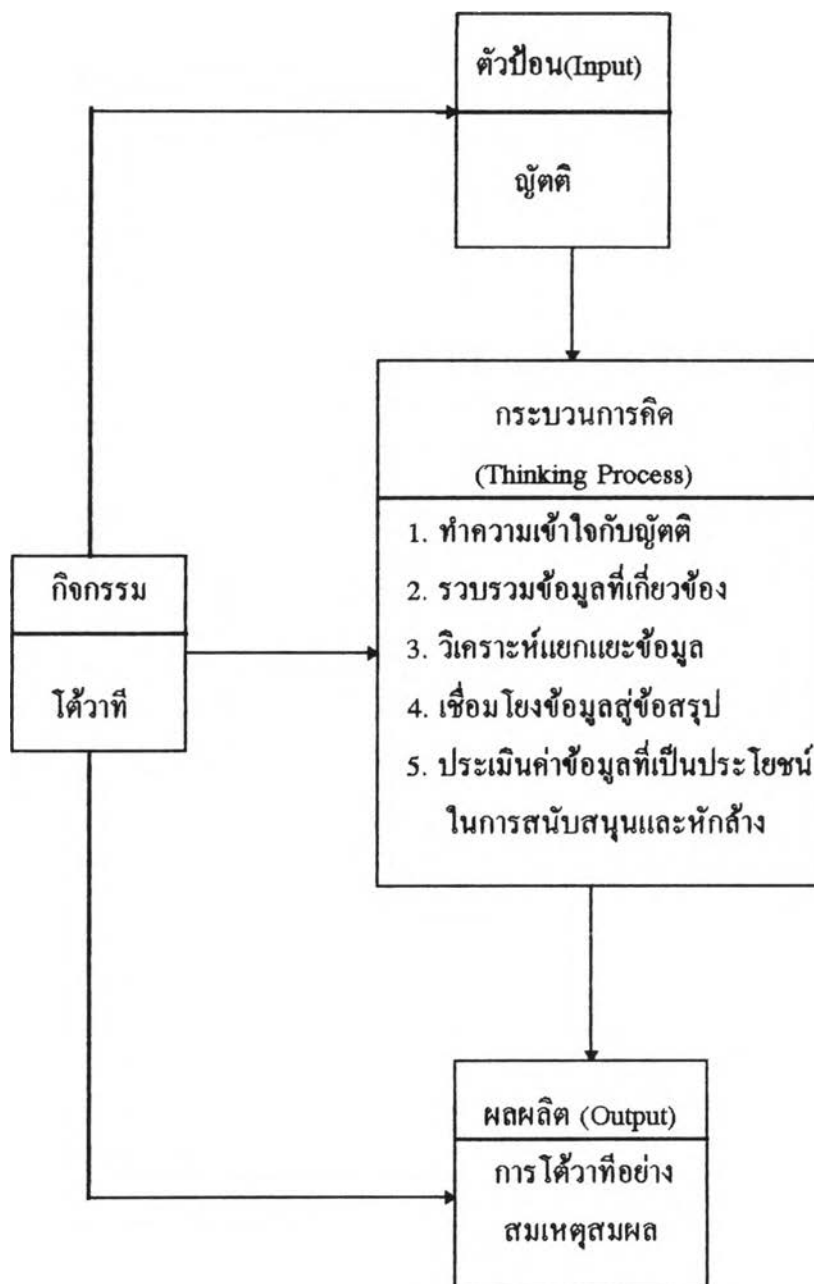 ตัวป้อน(Input)
ญัตติ
กระบวนการคิด
(Thinking Process)
1. ทำความเข้าใจกับญัตติ
2. รวบรวมข้อมูลที่เกี่ยวข้อง
3. วิเคราะห์แยกแยะข้อมูล
4. เชื่อมโยงข้อมูลสู่ข้อสรุป
5. ประเมินค่าข้อมูลที่เป็นประโยชน์
ในการสนับสนุนและหักล้าง
กิจกรรม
โต้วาที
ผลผลิต (Output)
การโต้วาทีอย่าง
สมเหตุสมผล